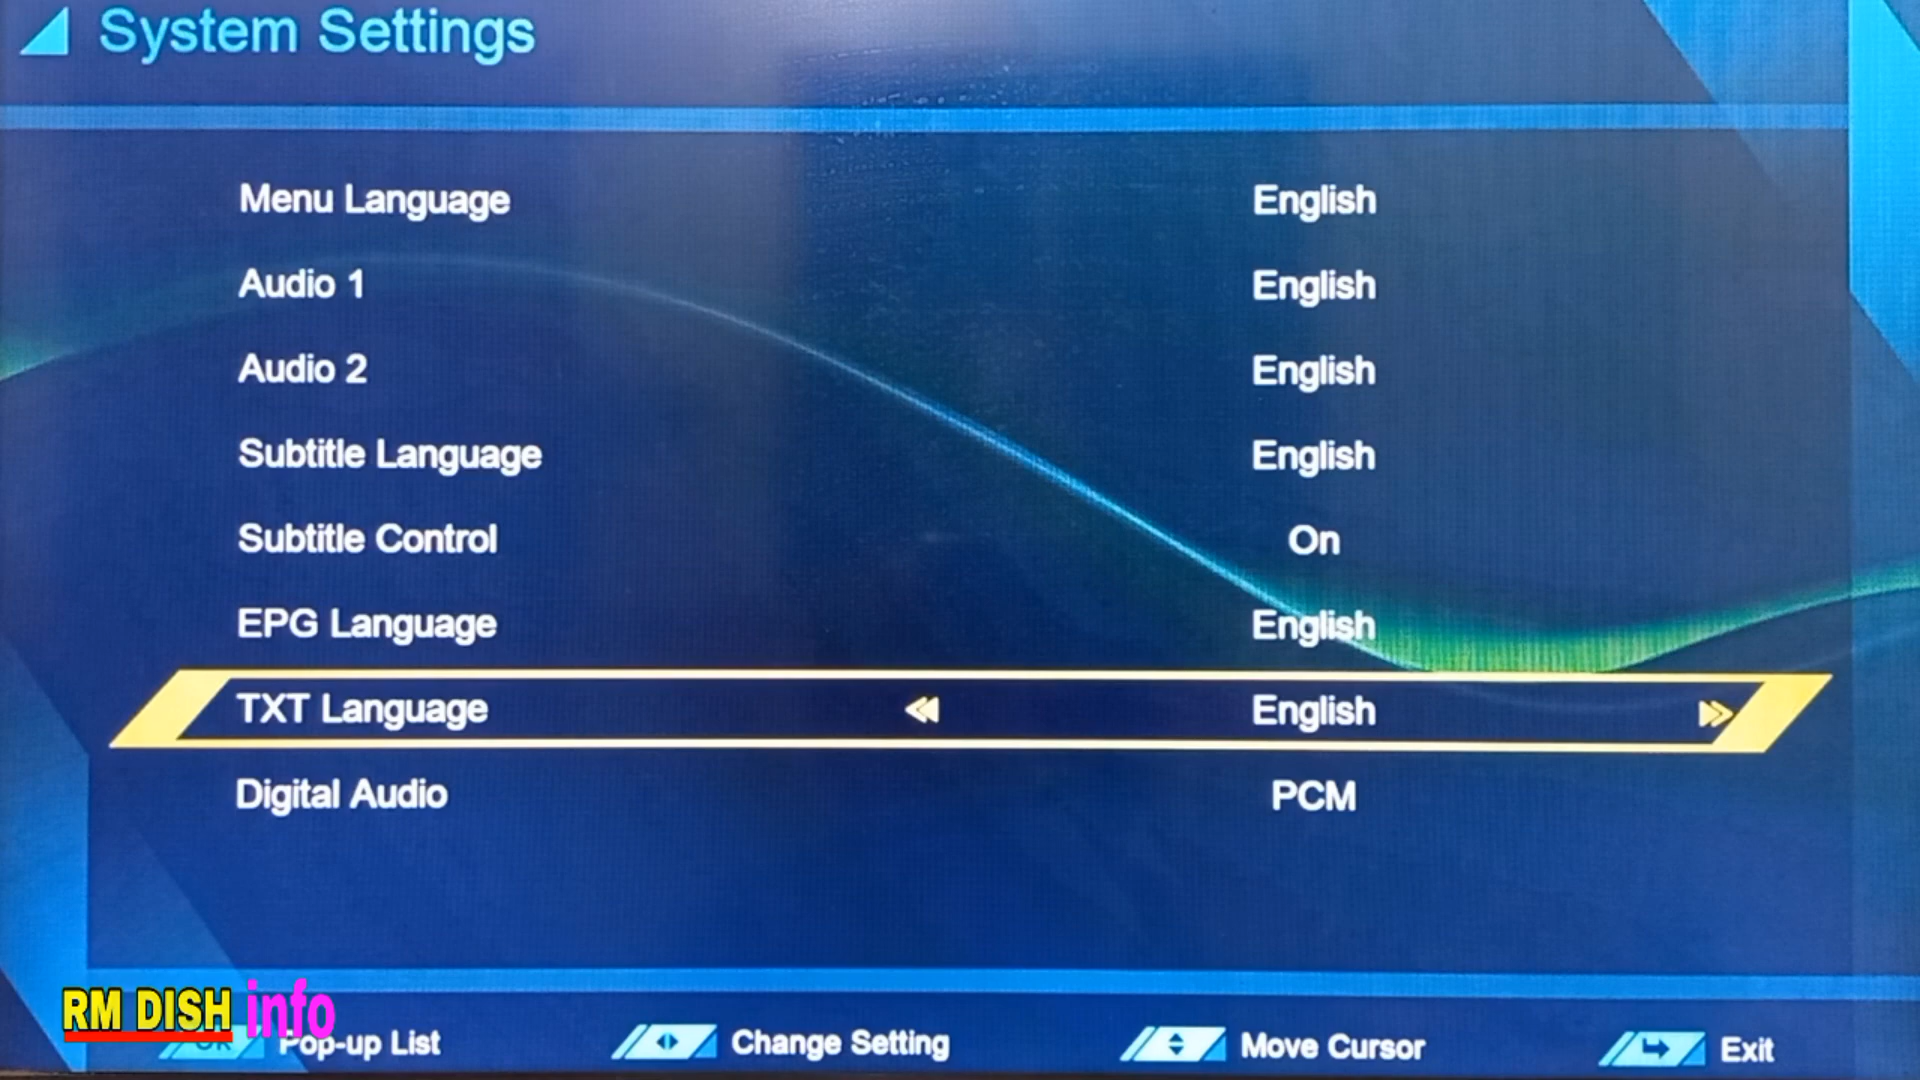 System Settings
Menu Language English
Audio 1 English
Audio 2 English
Subtitle Language English
Subtitle Control On
EPG Language English
TXT Language English
Digital Audio PCM
RM DISH info
OK Pop-up List Change Setting Move Cursor Exit